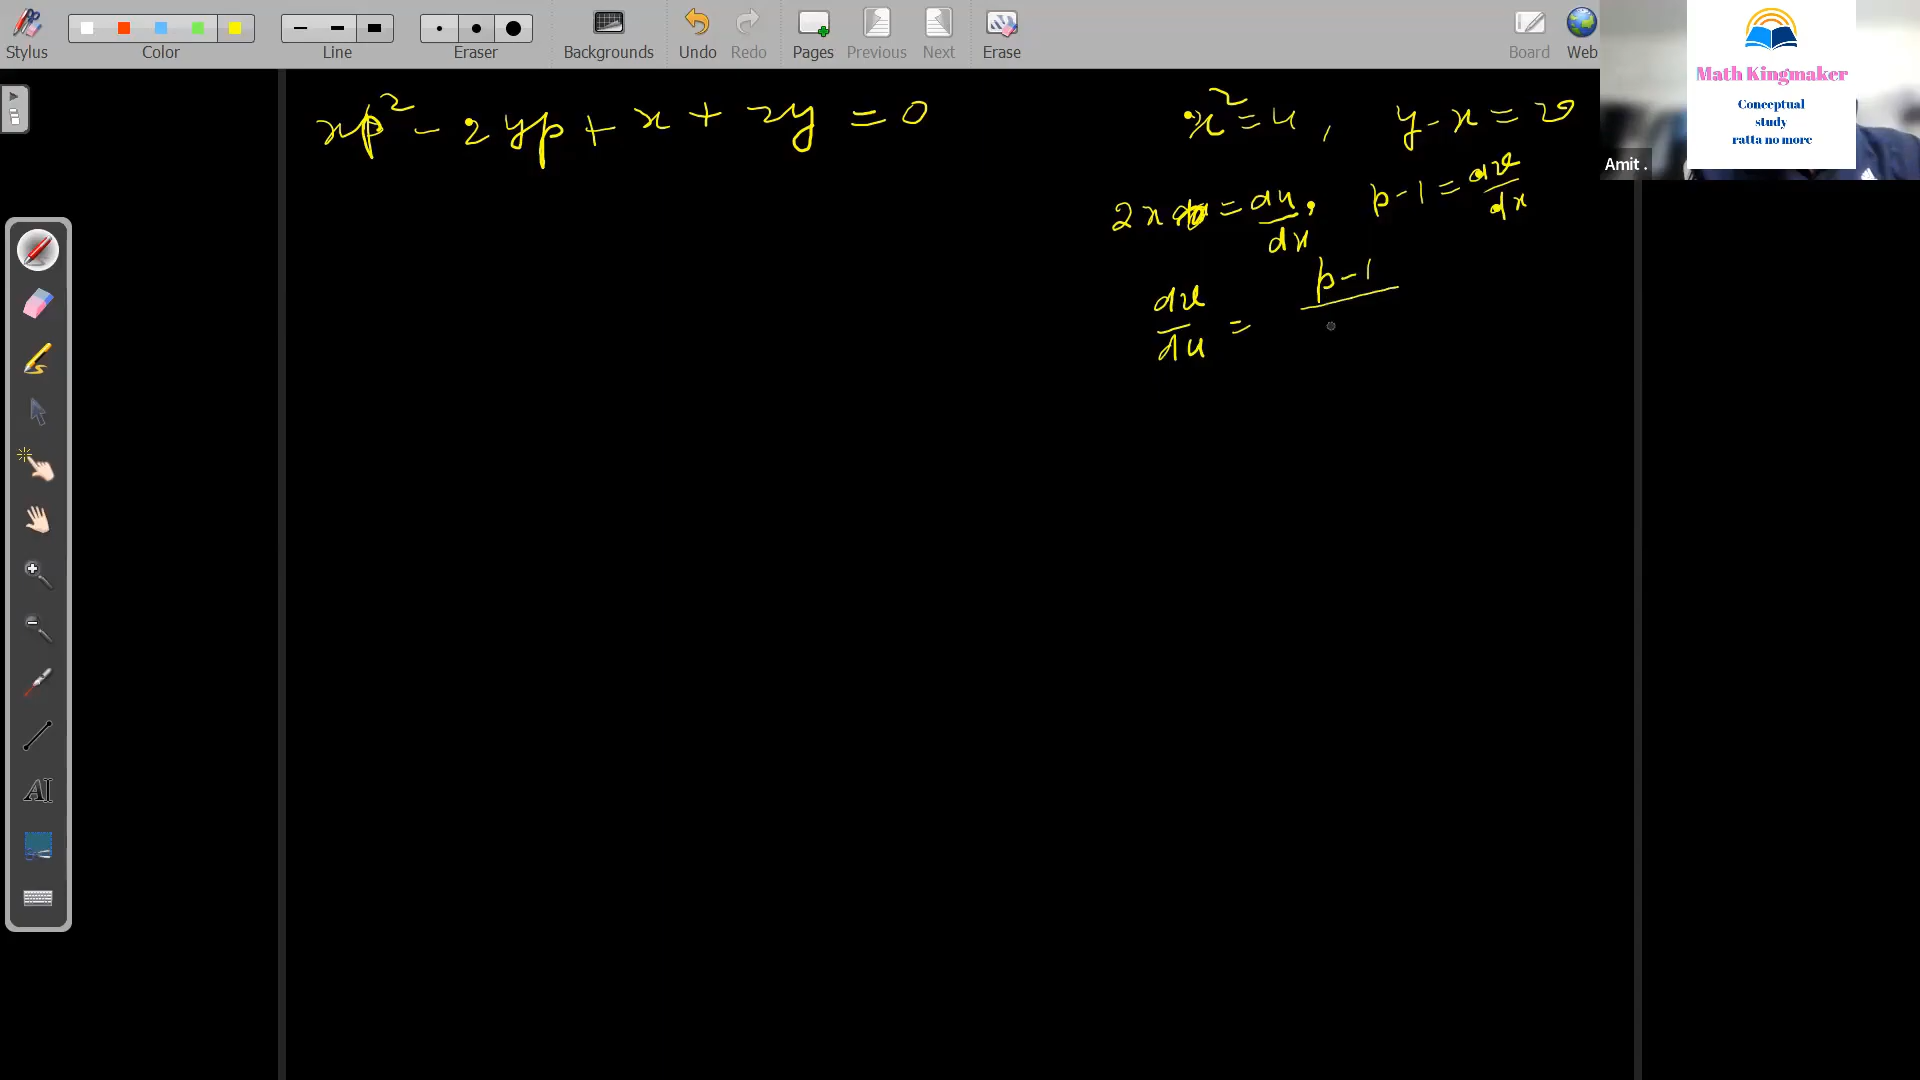 Stylus Color Line Eraser Backgrounds Undo Redo Pages Previous Next Erase Board Web
Math Kingmaker
Conceptual
study
ratta no more
Amit .
xp² - 2yp + x + 2y = 0
x² = u , y - x = v
2x = du/dx , p - 1 = dv/dx
dv/du = p - 1